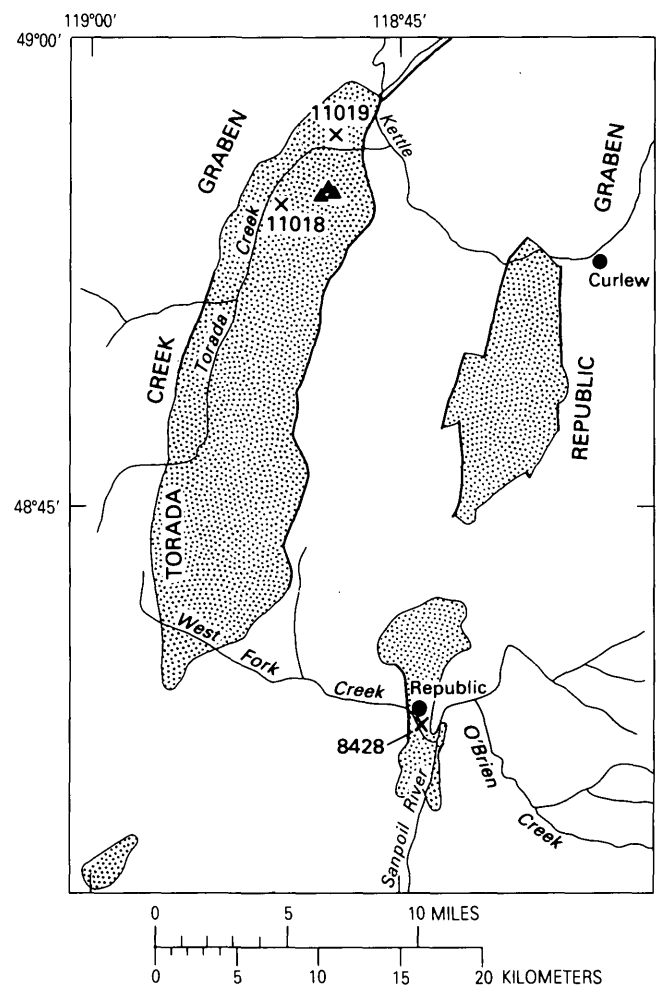 119°00′
118°45′
49°00′
11019
Kettle
GRABEN
GRABEN
11018
Creek
Curlew
Torada
CREEK
REPUBLIC
48°45′
TORADA
West
Fork
Creek
Republic
8428
O'Brien
Creek
Sanpoil River
0 5 10 MILES
0 5 10 15 20 KILOMETERS